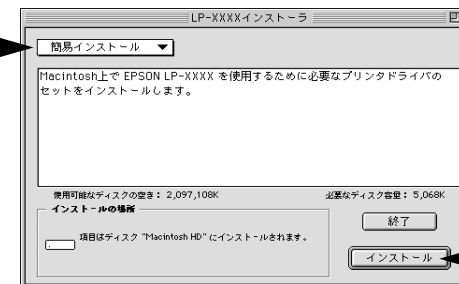 LP-XXXXインストーラ
簡易インストール
Macintosh上で EPSON LP-XXXX を使用するために必要なプリンタドライバの
セットをインストールします。
使用可能なディスクの空き： 2,097,108K
必要なディスク容量： 5,068K
インストールの場所
項目はディスク "Macintosh HD" にインストールされます。
終了
インストール